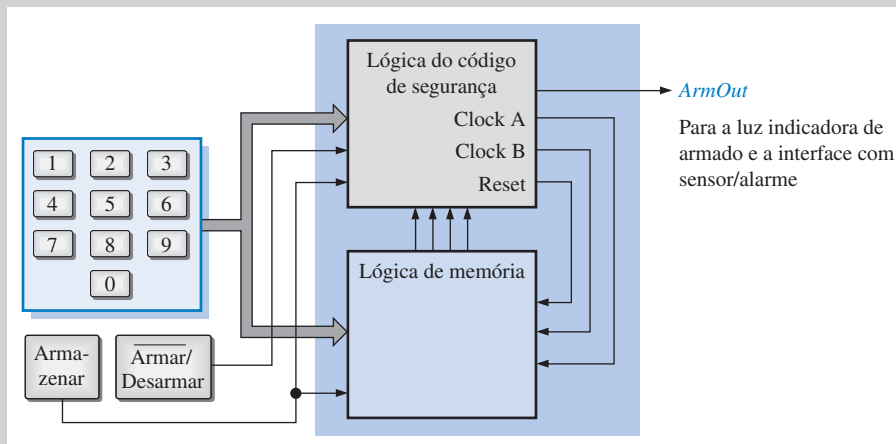 Lógica do código
de segurança
Clock A
Clock B
Reset
ArmOut
Para a luz indicadora de
armado e a interface com
sensor/alarme
1 2 3
4 5 6
7 8 9
0
Lógica de memória
Arma-
zenar
Armar/
Desarmar